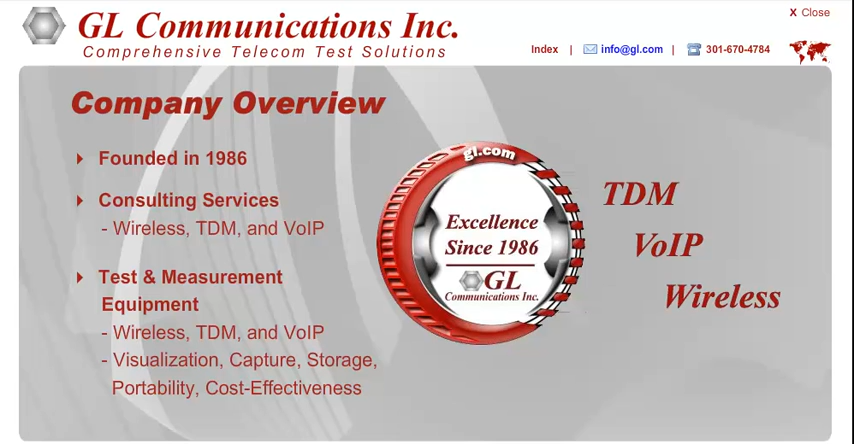 GL Communications Inc.
Comprehensive Telecom Test Solutions
X Close
Index | info@gl.com | 301-670-4784
Company Overview
Founded in 1986
Consulting Services
- Wireless, TDM, and VoIP
Test & Measurement
Equipment
- Wireless, TDM, and VoIP
- Visualization, Capture, Storage,
Portability, Cost-Effectiveness
gl.com
Excellence
Since 1986
GL
Communications Inc.
TDM
VoIP
Wireless